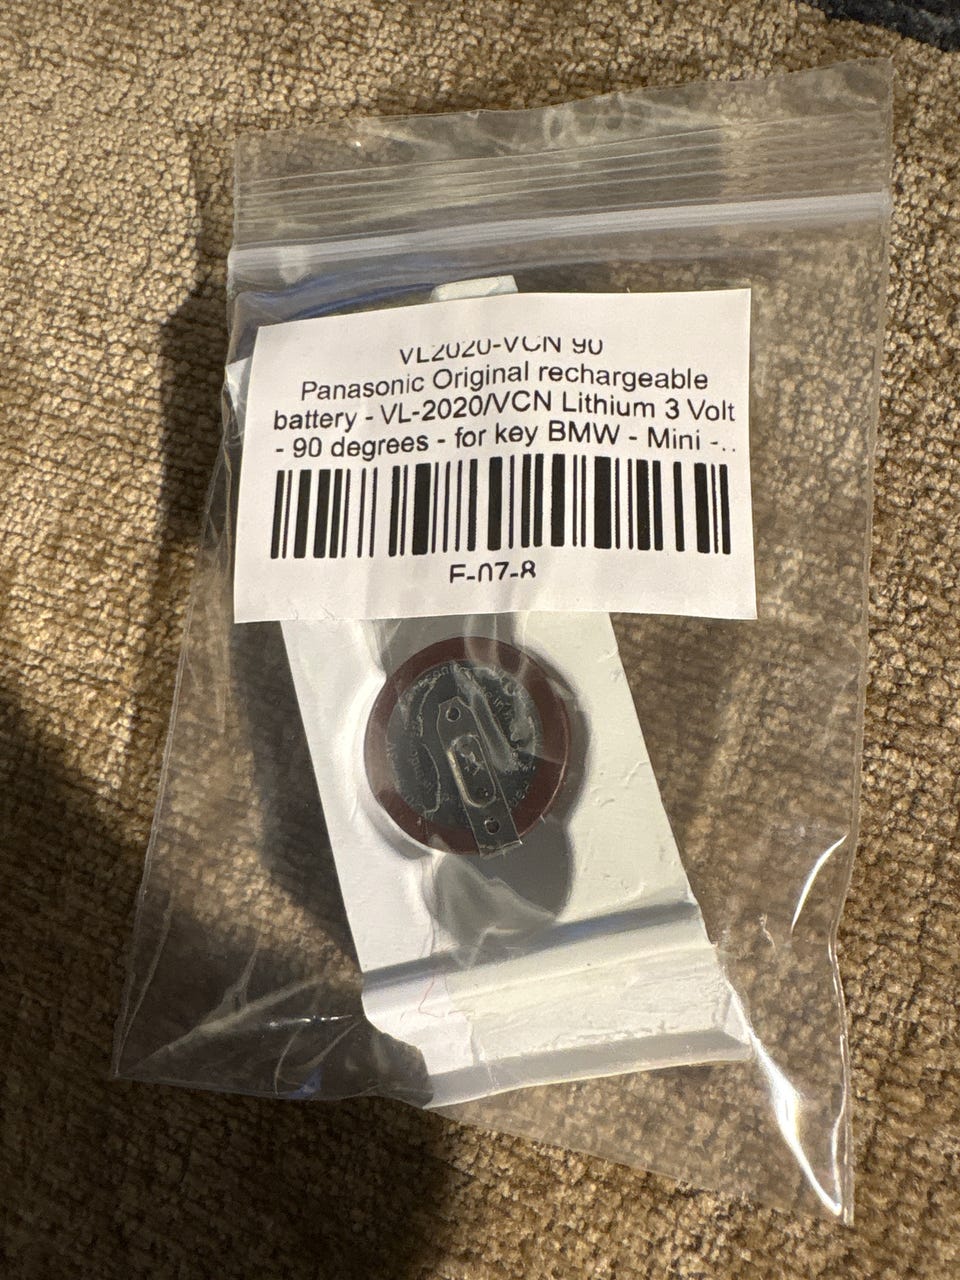 VL2020-VCN 90
Panasonic Original rechargeable
battery - VL-2020/VCN Lithium 3 Volt
- 90 degrees - for key BMW - Mini -..
F-07-8